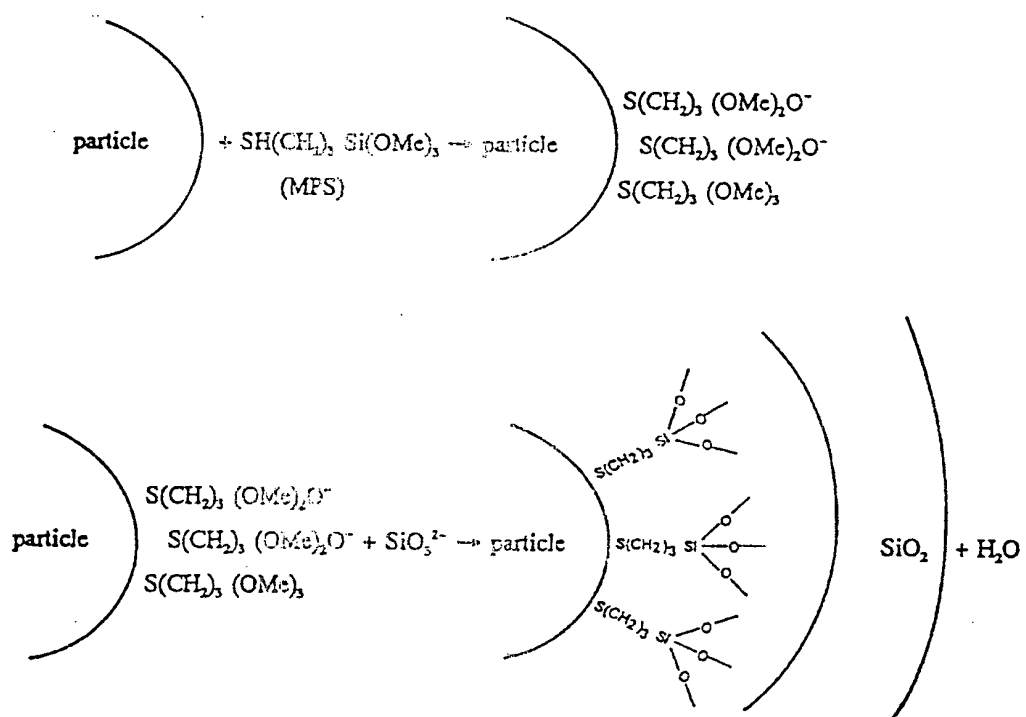 particle + SH(CH₂)₃ Si(OMe)₃ → particle
(MPS)
S(CH₂)₃ (OMe)₂O⁻
S(CH₂)₃ (OMe)₂O⁻
S(CH₂)₃ (OMe)₃
S(CH₂)₃ (OMe)₂O⁻
particle S(CH₂)₃ (OMe)₂O⁻ + SiO₃²⁻ → particle
S(CH₂)₃ (OMe)₃
S(CH₂)₃ Si O O O
S(CH₂)₃ Si O O O
S(CH₂)₃ Si O O O
SiO₂ + H₂O